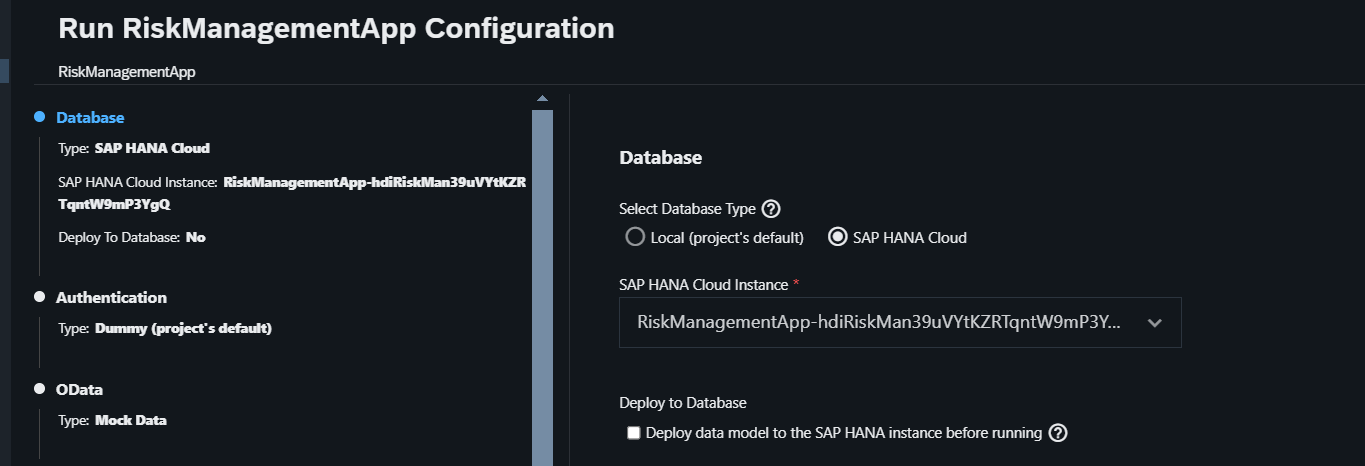 Run RiskManagementApp Configuration
RiskManagementApp
Database
Type: SAP HANA Cloud
SAP HANA Cloud Instance: RiskManagementApp-hdiRiskMan39uVYtKZR
TqntW9mP3YgQ
Deploy To Database: No
Authentication
Type: Dummy (project's default)
OData
Type: Mock Data
Database
Select Database Type ?
Local (project's default) SAP HANA Cloud
SAP HANA Cloud Instance *
RiskManagementApp-hdiRiskMan39uVYtKZRTqntW9mP3Y...
Deploy to Database
Deploy data model to the SAP HANA instance before running ?